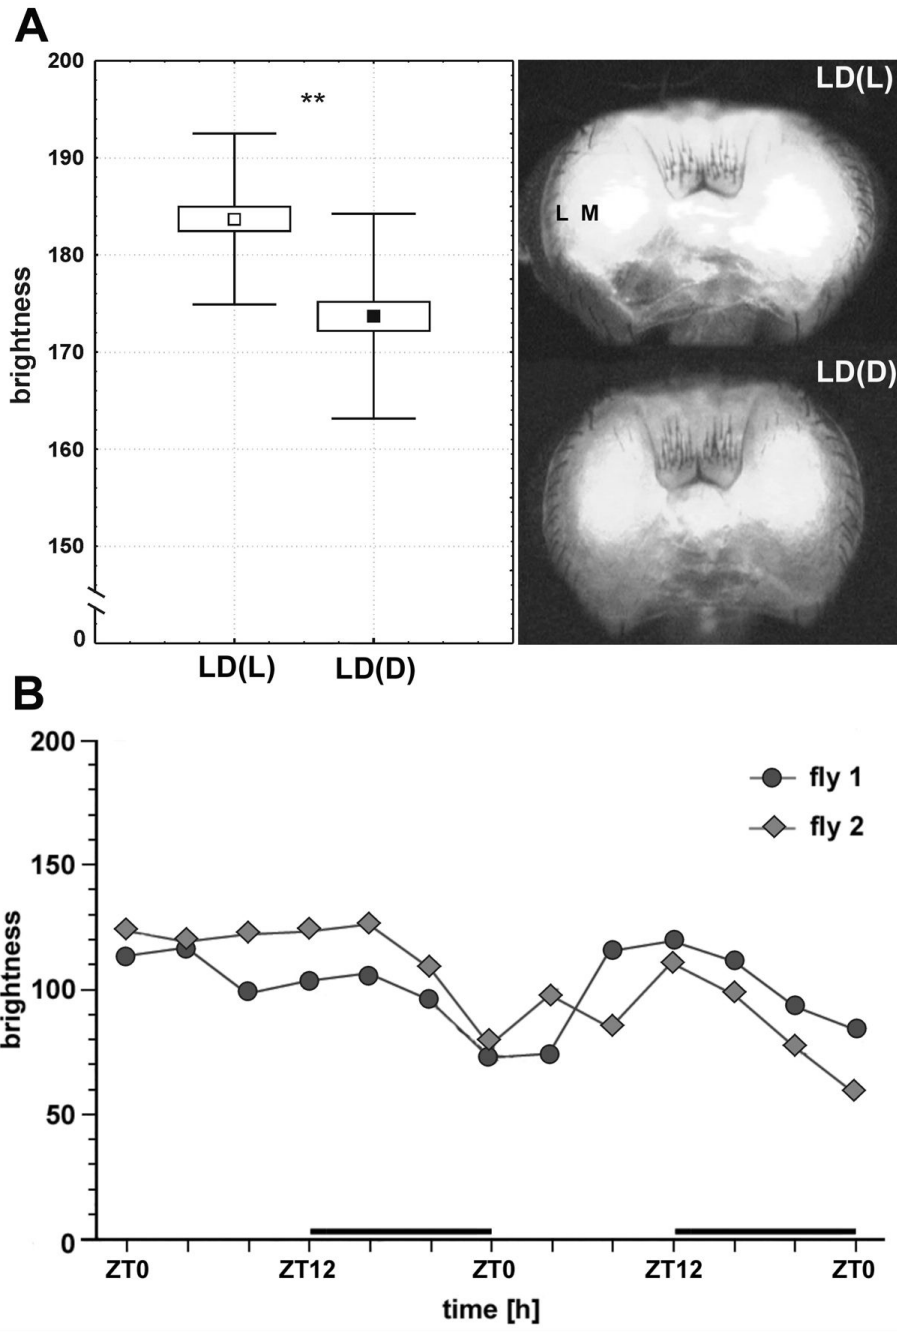 A
200
190
180
170
160
150
0
brightness
**
LD(L)
LD(D)
LD(L)
L M
LD(D)
B
200
150
100
50
0
brightness
fly 1
fly 2
ZT0
ZT12
ZT0
ZT12
ZT0
time [h]